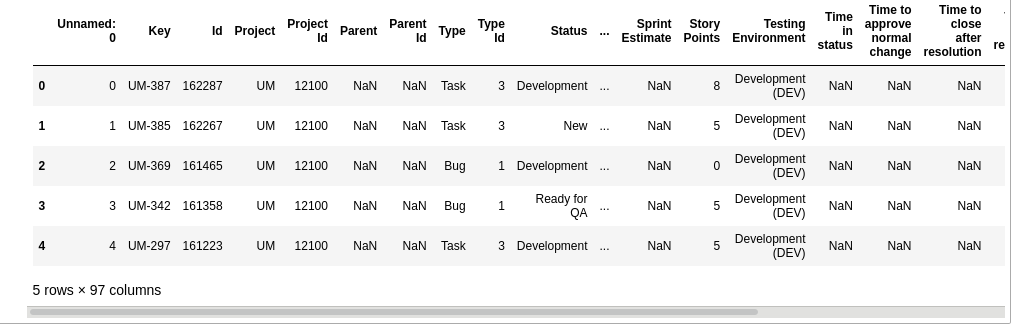 Unnamed: 0 Key Id Project Project Id Parent Parent Id Type Type Id Status ... Sprint Estimate Story Points Testing Environment Time in status Time to approve normal change Time to close after resolution re
0 0 UM-387 162287 UM 12100 NaN NaN Task 3 Development ... NaN 8 Development (DEV) NaN NaN NaN
1 1 UM-385 162267 UM 12100 NaN NaN Task 3 New ... NaN 5 Development (DEV) NaN NaN NaN
2 2 UM-369 161465 UM 12100 NaN NaN Bug 1 Development ... NaN 0 Development (DEV) NaN NaN NaN
3 3 UM-342 161358 UM 12100 NaN NaN Bug 1 Ready for QA ... NaN 5 Development (DEV) NaN NaN NaN
4 4 UM-297 161223 UM 12100 NaN NaN Task 3 Development ... NaN 5 Development (DEV) NaN NaN NaN
5 rows × 97 columns